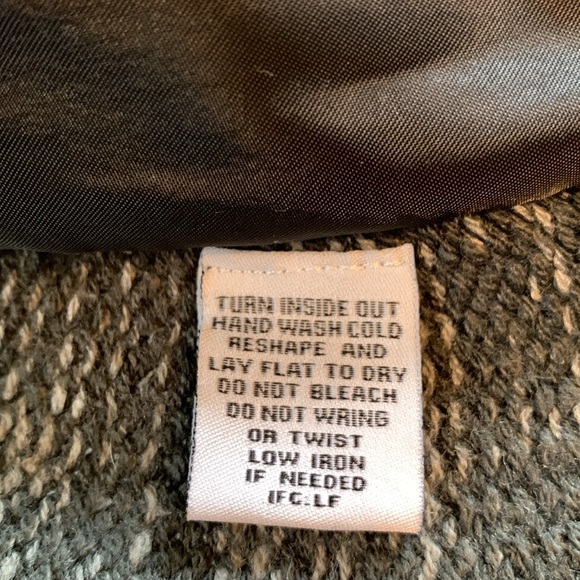 TURN INSIDE OUT
HAND WASH COLD
RESHAPE AND
LAY FLAT TO DRY
DO NOT BLEACH
DO NOT WRING
OR TWIST
LOW IRON
IF NEEDED
IFC.LF